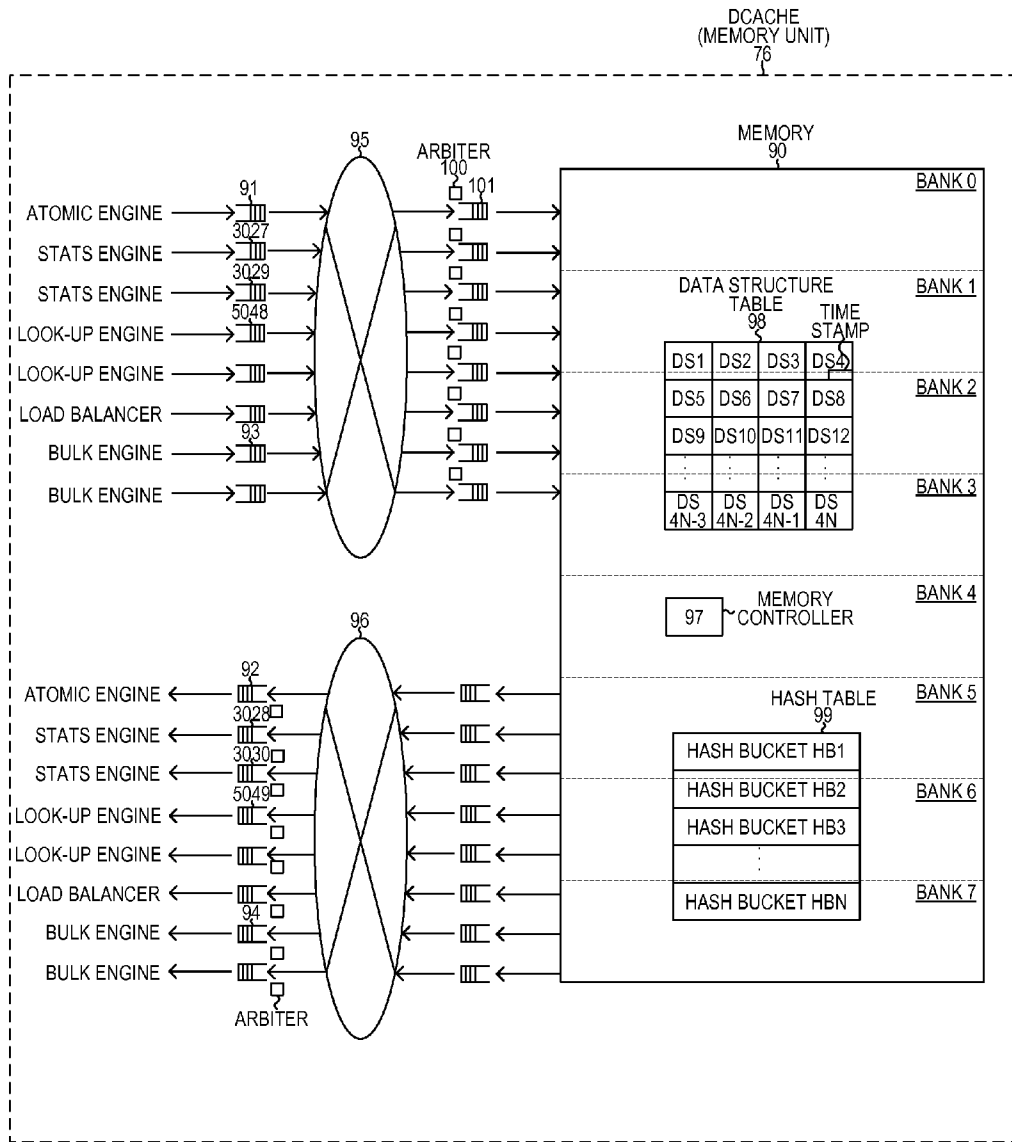 DCACHE
(MEMORY UNIT)
76
MEMORY
90
95
ARBITER
100
101
91
ATOMIC ENGINE
3027
STATS ENGINE
3029
STATS ENGINE
5048
LOOK-UP ENGINE
LOOK-UP ENGINE
LOAD BALANCER
93
BULK ENGINE
BULK ENGINE
BANK 0
BANK 1
DATA STRUCTURE
TABLE
98
TIME
STAMP
DS1 DS2 DS3 DS4
BANK 2
DS5 DS6 DS7 DS8
DS9 DS10 DS11 DS12
: : : :
BANK 3
DS 4N-3 DS 4N-2 DS 4N-1 DS 4N
BANK 4
97
MEMORY
CONTROLLER
96
92
ATOMIC ENGINE
3028
STATS ENGINE
3030
STATS ENGINE
5049
LOOK-UP ENGINE
LOOK-UP ENGINE
LOAD BALANCER
94
BULK ENGINE
BULK ENGINE
ARBITER
BANK 5
HASH TABLE
99
HASH BUCKET HB1
BANK 6
HASH BUCKET HB2
HASH BUCKET HB3
:
BANK 7
HASH BUCKET HBN